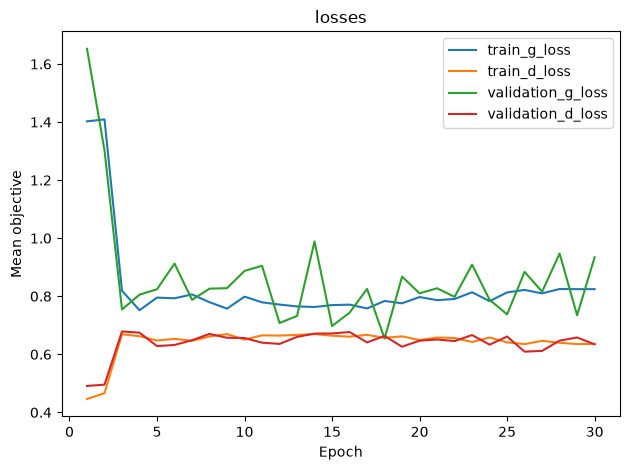 losses
train_g_loss
train_d_loss
validation_g_loss
validation_d_loss
Mean objective
1.6
1.4
1.2
1.0
0.8
0.6
0.4
0 5 10 15 20 25 30
Epoch